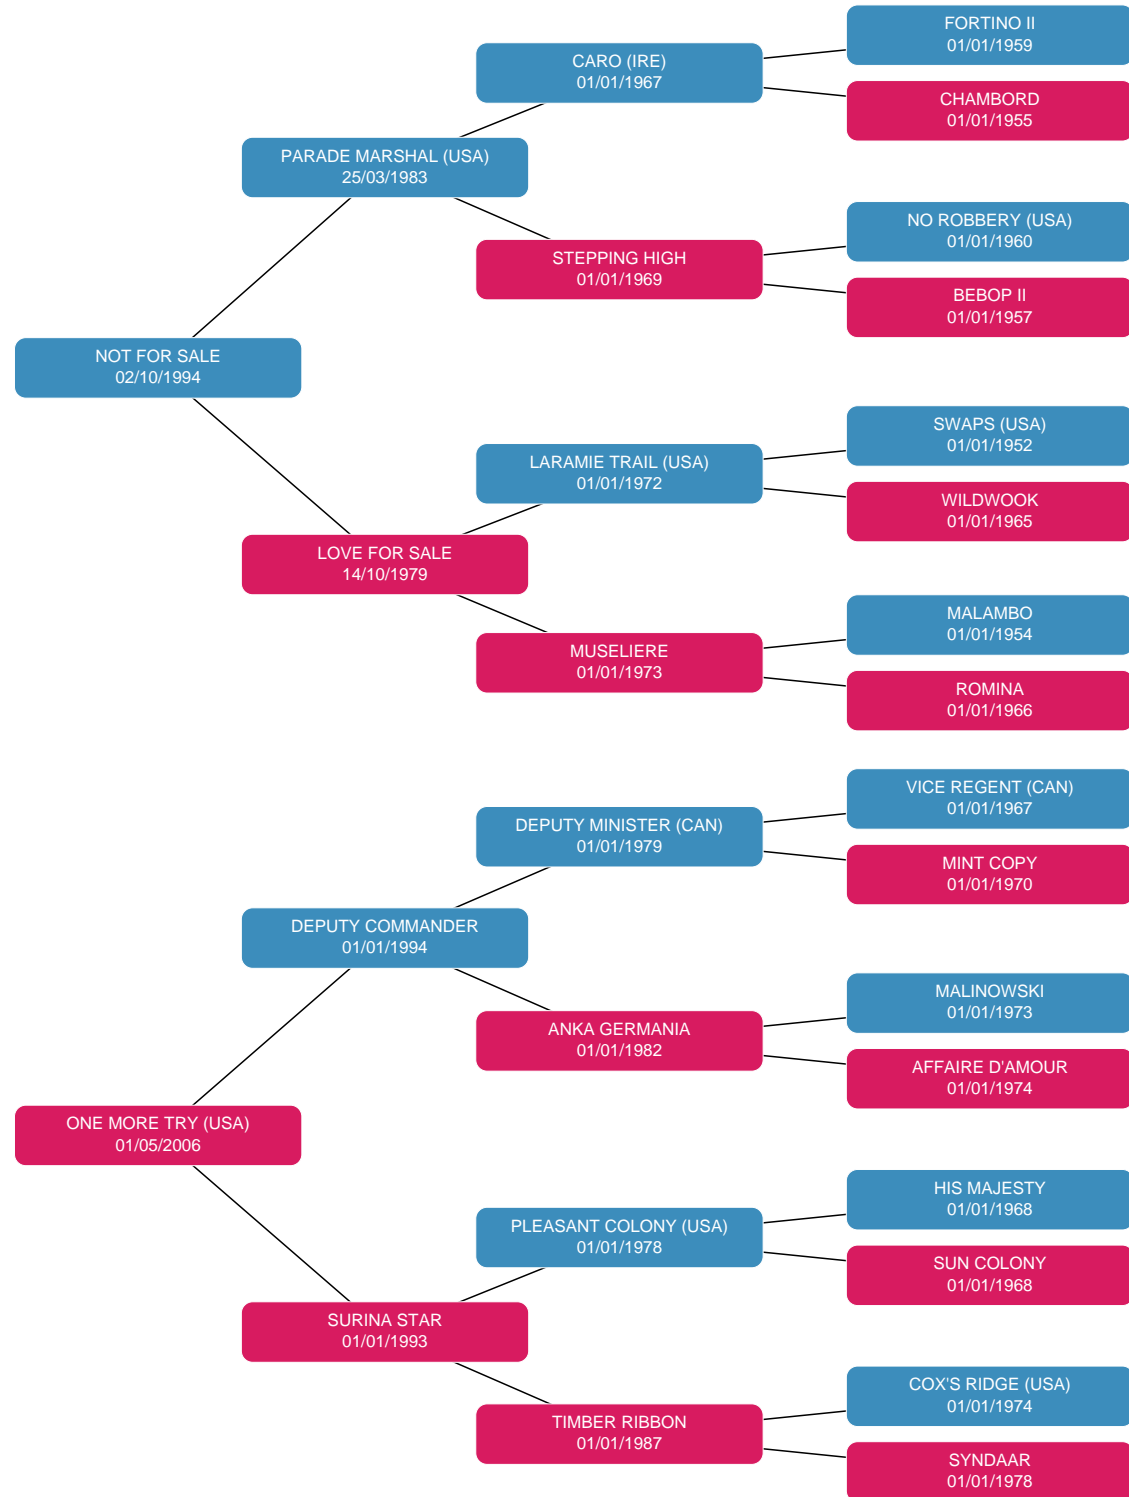 FORTINO II
01/01/1959
CARO (IRE)
01/01/1967
CHAMBORD
01/01/1955
PARADE MARSHAL (USA)
25/03/1983
NO ROBBERY (USA)
01/01/1960
STEPPING HIGH
01/01/1969
BEBOP II
01/01/1957
NOT FOR SALE
02/10/1994
SWAPS (USA)
01/01/1952
LARAMIE TRAIL (USA)
01/01/1972
WILDWOOK
01/01/1965
LOVE FOR SALE
14/10/1979
MALAMBO
01/01/1954
MUSELIERE
01/01/1973
ROMINA
01/01/1966
VICE REGENT (CAN)
01/01/1967
DEPUTY MINISTER (CAN)
01/01/1979
MINT COPY
01/01/1970
DEPUTY COMMANDER
01/01/1994
MALINOWSKI
01/01/1973
ANKA GERMANIA
01/01/1982
AFFAIRE D'AMOUR
01/01/1974
ONE MORE TRY (USA)
01/05/2006
HIS MAJESTY
01/01/1968
PLEASANT COLONY (USA)
01/01/1978
SUN COLONY
01/01/1968
SURINA STAR
01/01/1993
COX'S RIDGE (USA)
01/01/1974
TIMBER RIBBON
01/01/1987
SYNDAAR
01/01/1978